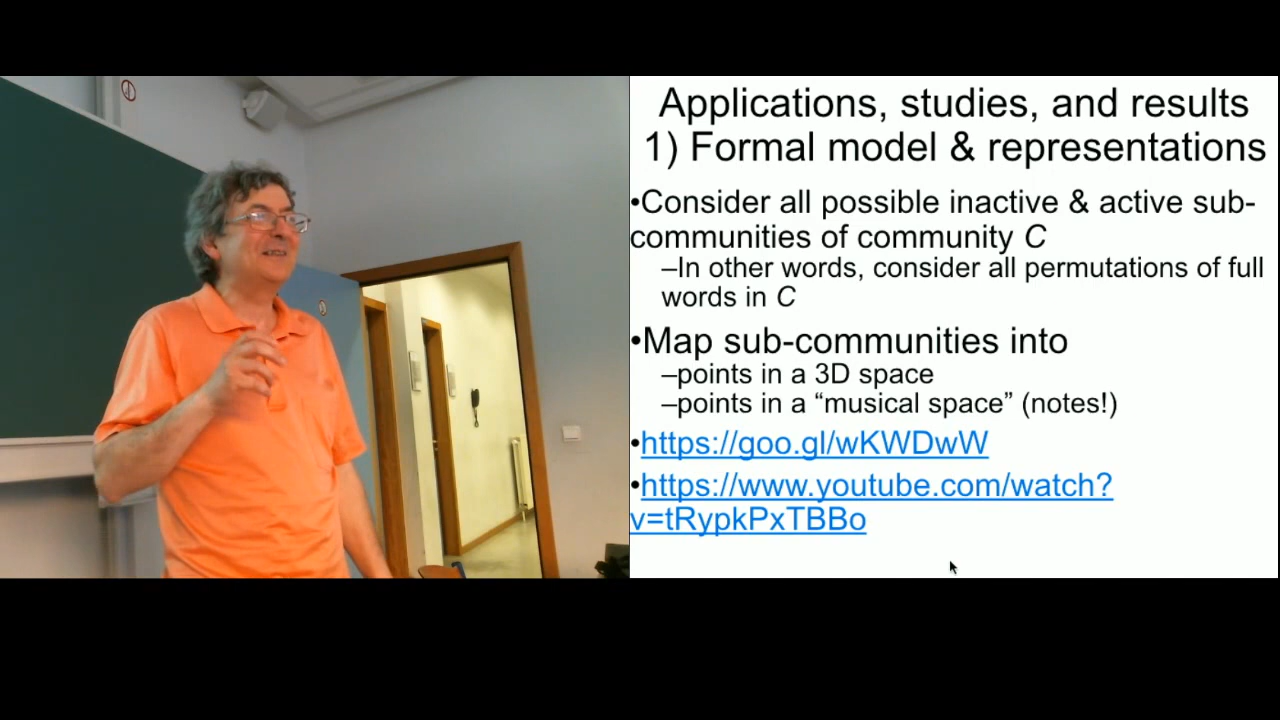 Applications, studies, and results
1) Formal model & representations
•Consider all possible inactive & active sub-
communities of community C
–In other words, consider all permutations of full
words in C
•Map sub-communities into
–points in a 3D space
–points in a “musical space” (notes!)
•https://goo.gl/wKWDwW
•https://www.youtube.com/watch?
v=tRypkPxTBBo